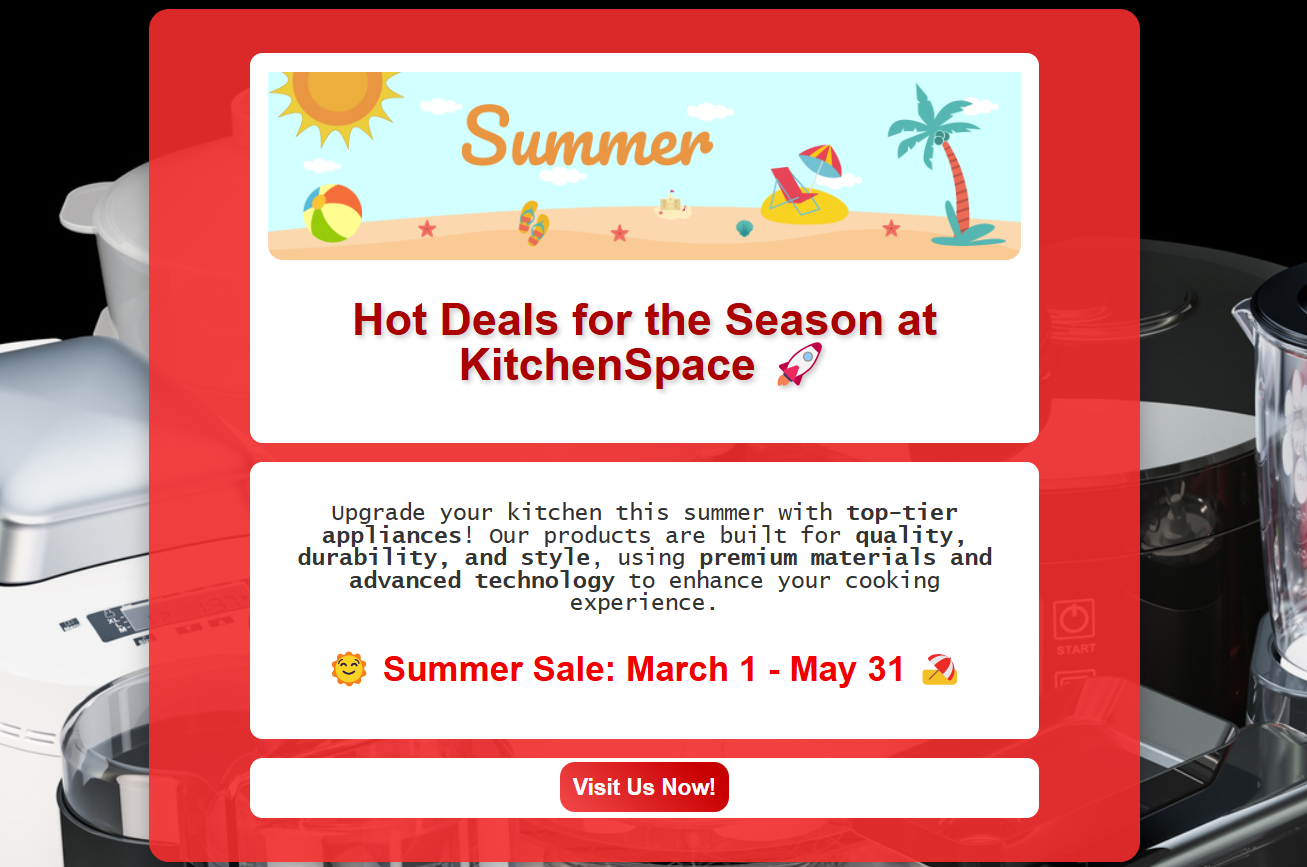 Summer
Hot Deals for the Season at
KitchenSpace 🚀
Upgrade your kitchen this summer with top-tier
appliances! Our products are built for quality,
durability, and style, using premium materials and
advanced technology to enhance your cooking
experience.
🌞 Summer Sale: March 1 - May 31 🏖️
START
Visit Us Now!